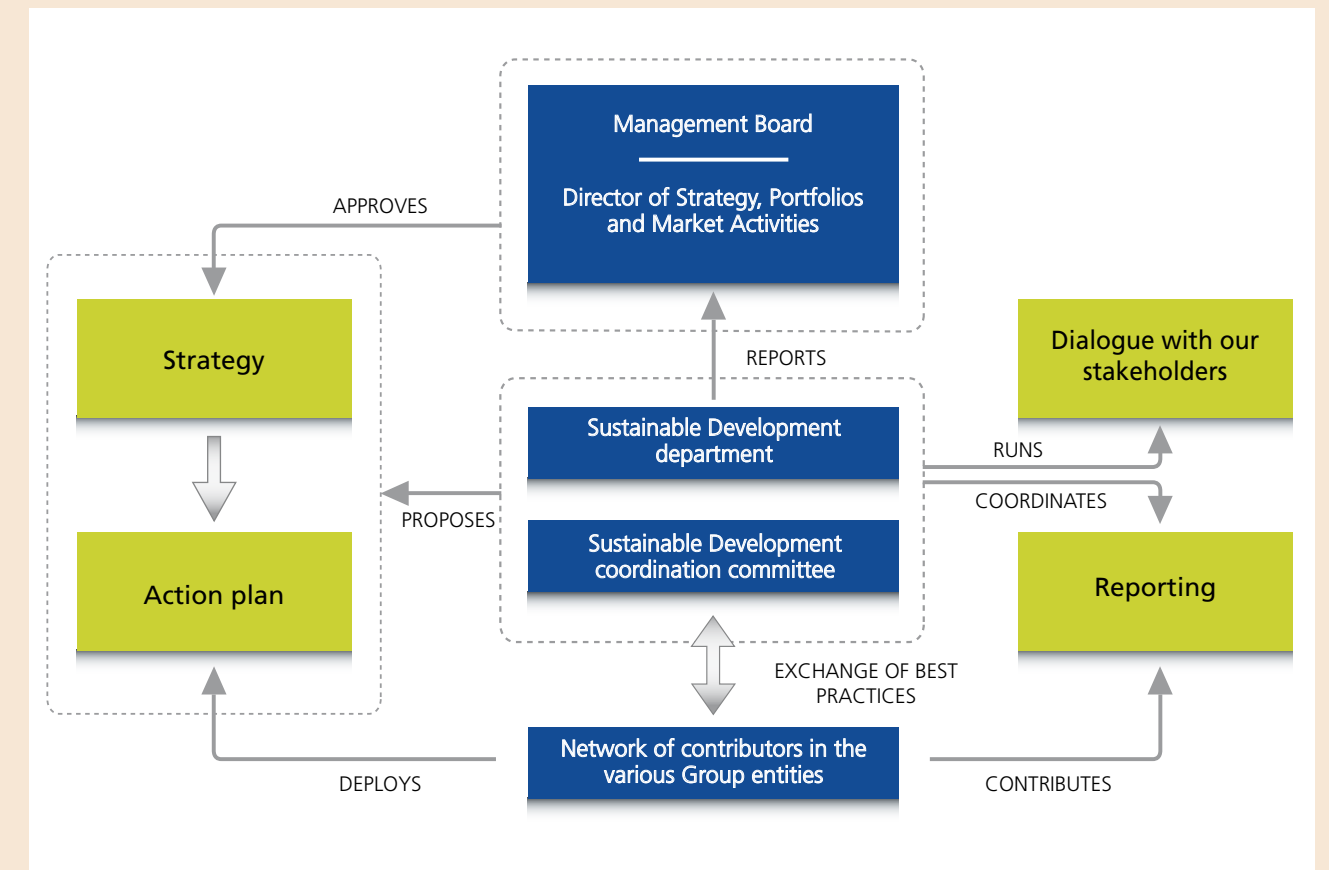 Management Board
Director of Strategy, Portfolios
and Market Activities
APPROVES
Strategy
REPORTS
Dialogue with our
stakeholders
Sustainable Development
department
RUNS
COORDINATES
PROPOSES
Sustainable Development
coordination committee
Action plan
Reporting
EXCHANGE OF BEST
PRACTICES
Network of contributors in the
various Group entities
DEPLOYS
CONTRIBUTES